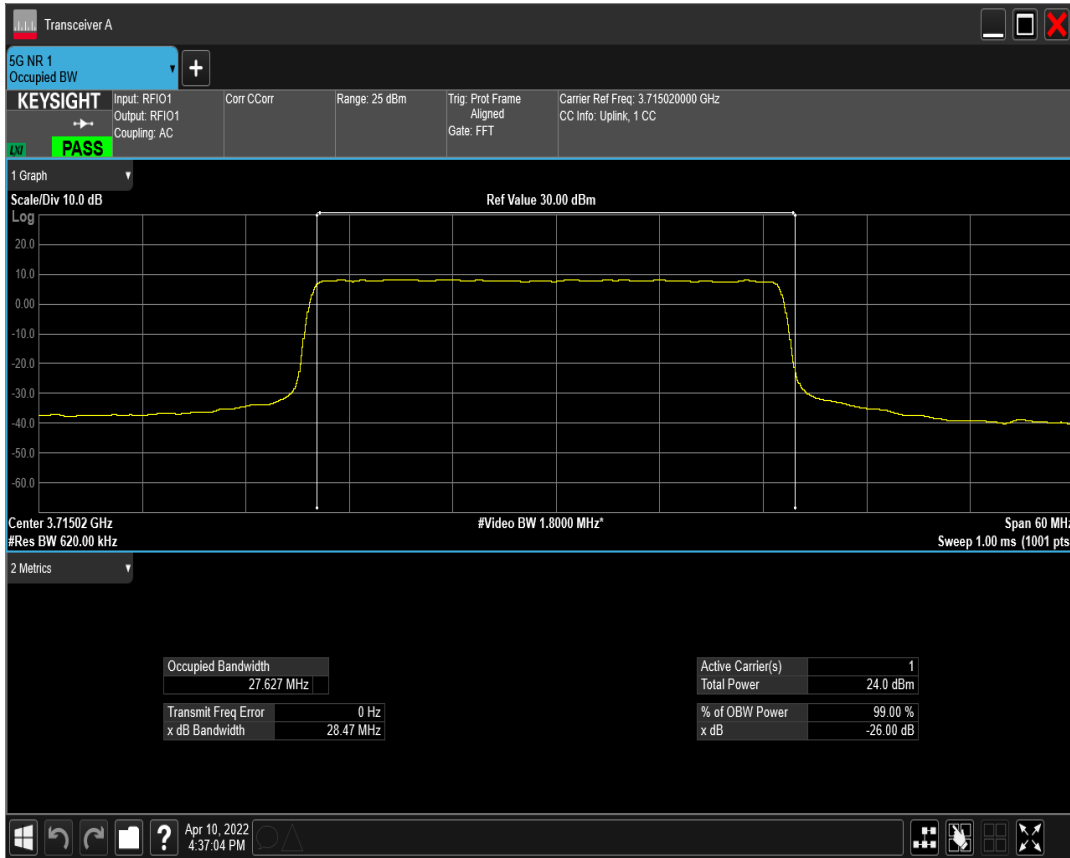 Transceiver A
5G NR 1
Occupied BW
KEYSIGHT
LXI
PASS
Input: RFIO1
Output: RFIO1
Coupling: AC
Corr CCorr
Range: 25 dBm
Trig: Prot Frame
Aligned
Gate: FFT
Carrier Ref Freq: 3.715020000 GHz
CC Info: Uplink, 1 CC
1 Graph
Scale/Div 10.0 dB
Ref Value 30.00 dBm
Log
20.0
10.0
0.00
-10.0
-20.0
-30.0
-40.0
-50.0
-60.0
Center 3.71502 GHz
#Video BW 1.8000 MHz*
Span 60 MHz
#Res BW 620.00 kHz
Sweep 1.00 ms (1001 pts
2 Metrics
Occupied Bandwidth
27.627 MHz
Transmit Freq Error 0 Hz
x dB Bandwidth 28.47 MHz
Active Carrier(s) 1
Total Power 24.0 dBm
% of OBW Power 99.00 %
x dB -26.00 dB
?
Apr 10, 2022
4:37:04 PM